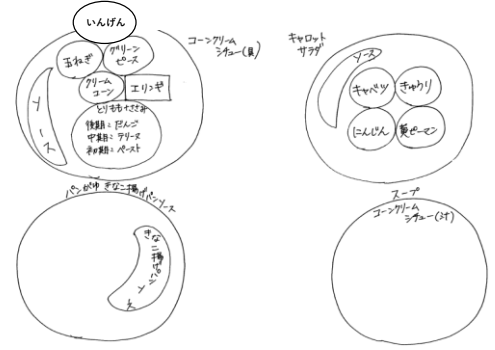 いんげん
コーンクリーム
シチュー(具)
玉ねぎ
グリーン
ピース
クリーム
コーン
エリンギ
ソース
とりもも+ささみ
後期=だんご
中期=テリーヌ
初期=ペースト
キャロット
サラダ
ソース
キャベツ
きゅうり
にんじん
黄ピーマン
パンがゆ きなこ揚げパンソース
きなこ揚げパン
ソース
スープ
コーンクリーム
シチュー(汁)